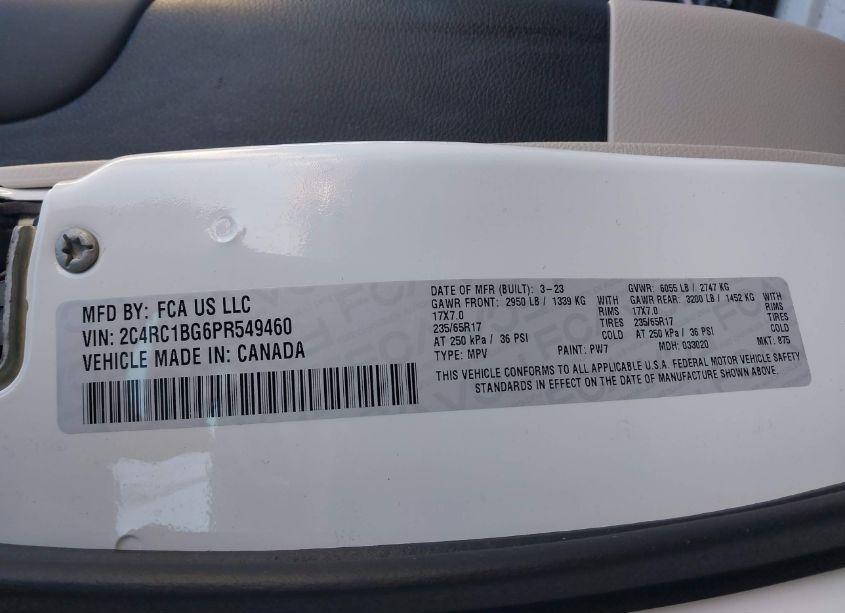 MFD BY: FCA US LLC
VIN: 2C4RC1BG6PR549460
VEHICLE MADE IN: CANADA
DATE OF MFR (BUILT): 3-23 GVWR: 6055 LB / 2747 KG
GAWR FRONT: 2950 LB / 1339 KG WITH GAWR REAR: 3200 LB / 1452 KG WITH
17X7.0 RIMS 17X7.0 RIMS
235/65R17 TIRES 235/65R17 TIRES
AT 250 kPa / 36 PSI COLD AT 250 kPa / 36 PSI COLD
TYPE: MPV PAINT: PW7 MDH: 033020 MKT: 875
THIS VEHICLE CONFORMS TO ALL APPLICABLE U.S.A. FEDERAL MOTOR VEHICLE SAFETY
STANDARDS IN EFFECT ON THE DATE OF MANUFACTURE SHOWN ABOVE.